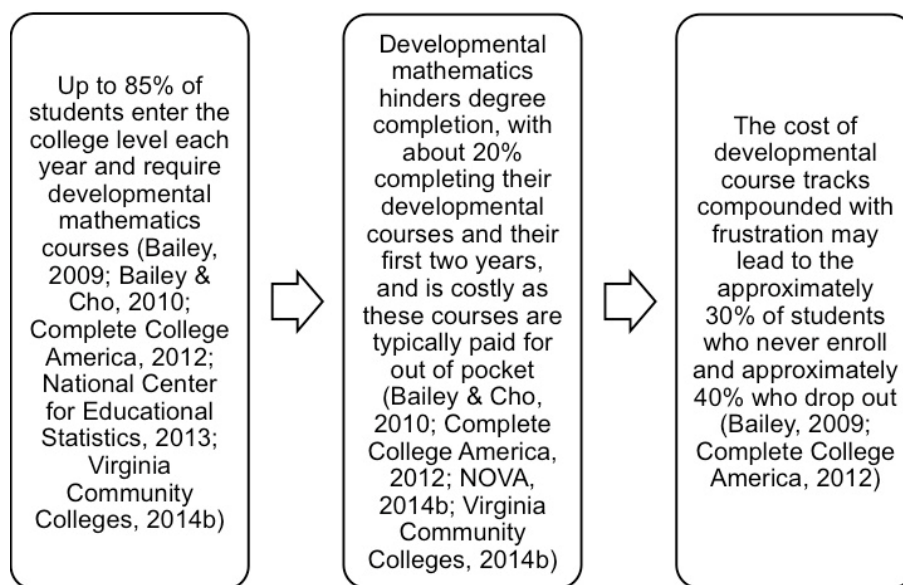 Up to 85% of
students enter the
college level each
year and require
developmental
mathematics
courses (Bailey,
2009; Bailey &
Cho, 2010;
Complete College
America, 2012;
National Center
for Educational
Statistics, 2013;
Virginia
Community
Colleges, 2014b)
Developmental
mathematics
hinders degree
completion, with
about 20%
completing their
developmental
courses and their
first two years,
and is costly as
these courses are
typically paid for
out of pocket
(Bailey & Cho,
2010; Complete
College America,
2012; NOVA,
2014b; Virginia
Community
Colleges, 2014b)
The cost of
developmental
course tracks
compounded with
frustration may
lead to the
approximately
30% of students
who never enroll
and approximately
40% who drop out
(Bailey, 2009;
Complete College
America, 2012)